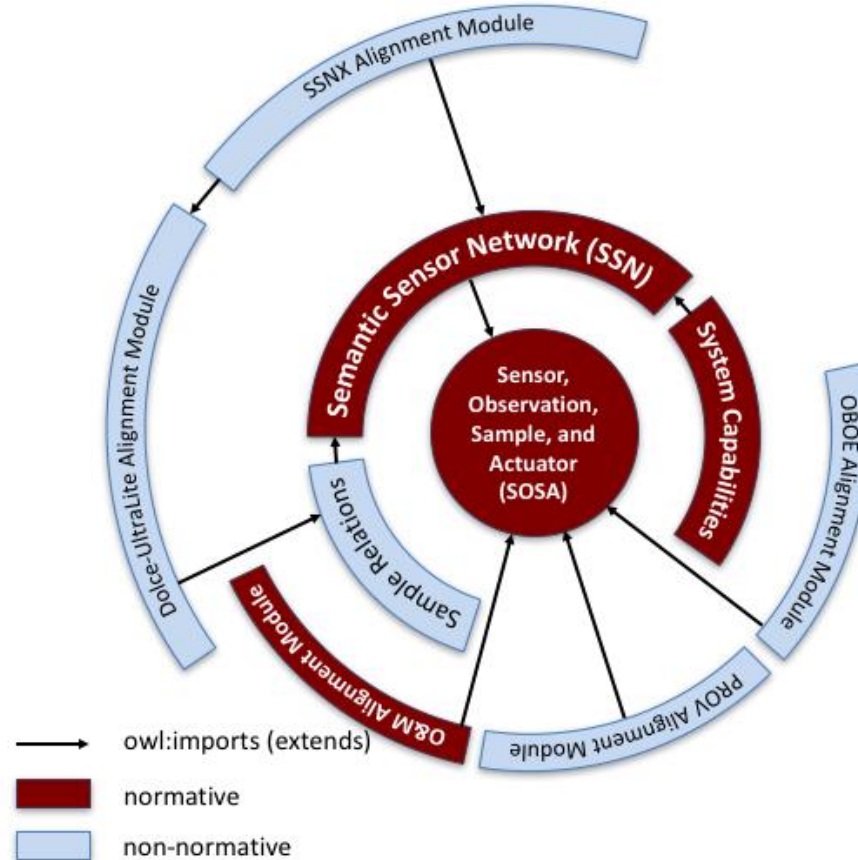 SSNX Alignment Module
Dolce-UltraLite Alignment Module
Semantic Sensor Network (SSN)
System Capabilities
Sensor,
Observation,
Sample, and
Actuator
(SOSA)
OBOE Alignment Module
Sample Relations
O&M Alignment Module
PROV Alignment Module
owl:imports (extends)
normative
non-normative